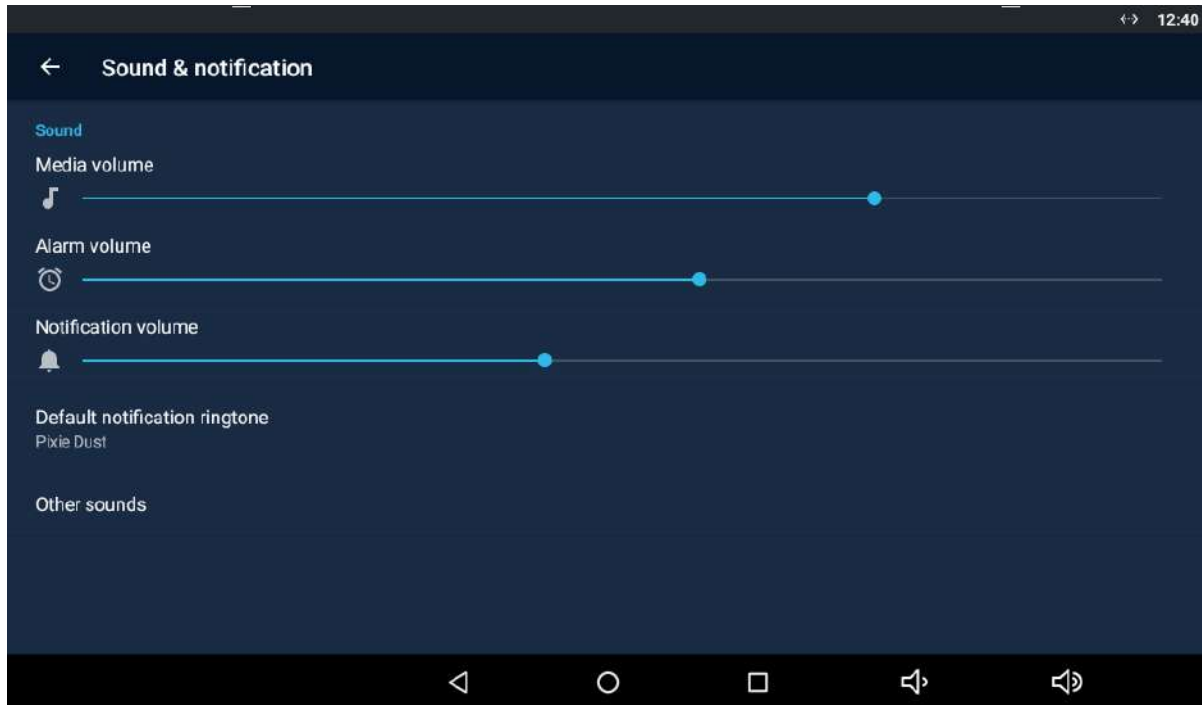 12:40
Sound & notification
Sound
Media volume
Alarm volume
Notification volume
Default notification ringtone
Pixie Dust
Other sounds